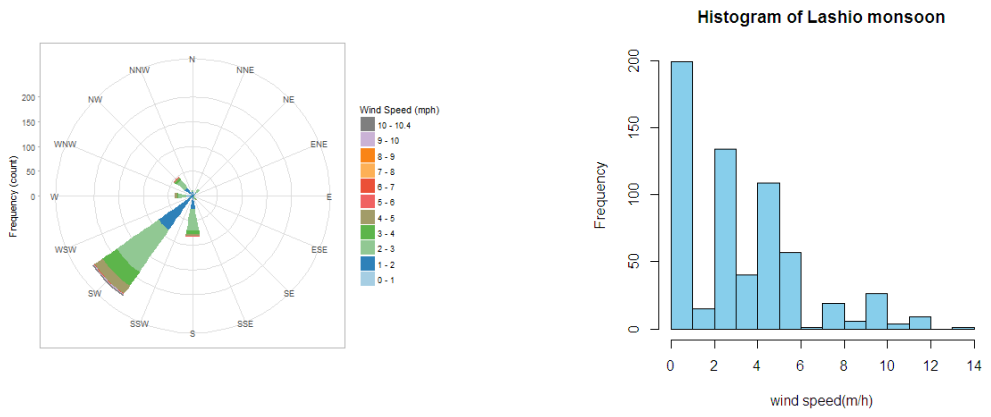 Histogram of Lashio monsoon
N
NNW
NNE
NW
NE
WNW
ENE
W
E
WSW
ESE
SW
SE
SSW
SSE
S
200
150
100
50
0
Frequency (count)
Wind Speed (mph)
10 - 10.4
9 - 10
8 - 9
7 - 8
6 - 7
5 - 6
4 - 5
3 - 4
2 - 3
1 - 2
0 - 1
200
150
100
50
0
Frequency
0 2 4 6 8 10 12 14
wind speed(m/h)